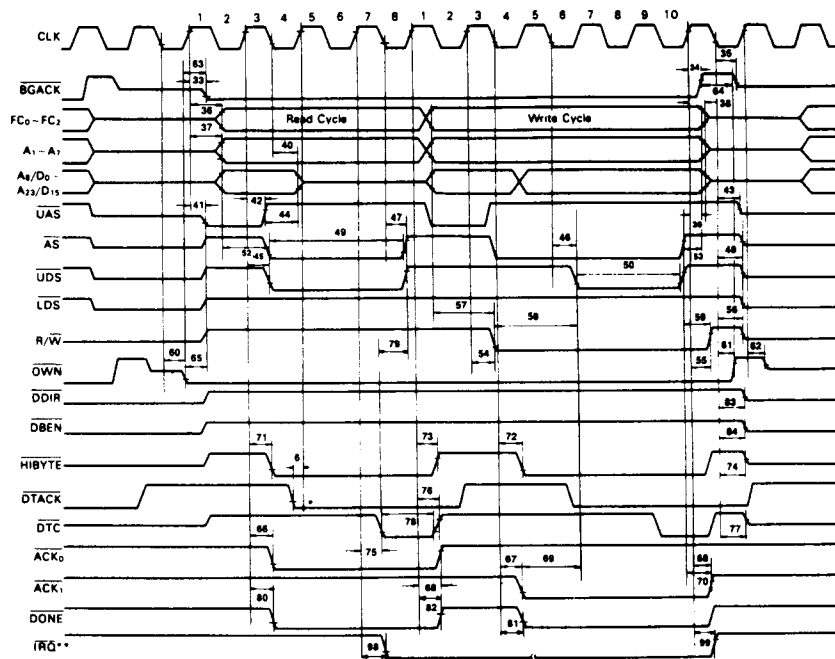 1 2 3 4 5 6 7 8 1 2 3 4 5 6 7 8 9 10
CLK
63 35
33 34
BGACK 64
36 38
FC0~FC2 Read Cycle Write Cycle
37
A1~A7 40
A8/D0~
A23/D15
41 42 43
UAS 44 47 39
AS 49 46 53 48
52 45
UDS 50
LDS 57 56
58 59
R/W 79
60 65 54 55 61 62
OWN
DDIR 83
DBEN 84
71 6 73 72
HIBYTE 74
DTACK 76
*
DTC 78 77
66 75 67 69 68
ACK0
68 70
ACK1
80 82
DONE 81
IRQ** 98 99